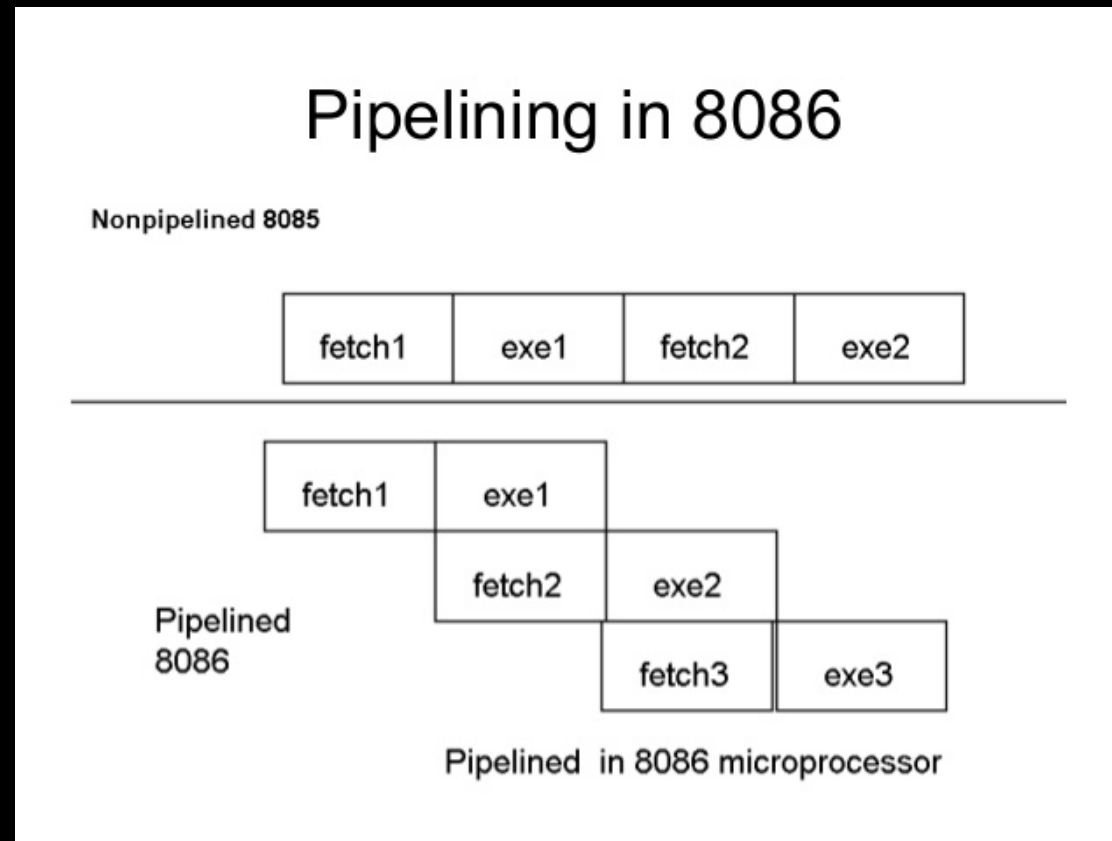 Pipelining in 8086
Nonpipelined 8085
fetch1 exe1 fetch2 exe2
fetch1 exe1
fetch2 exe2
Pipelined
8086
fetch3 exe3
Pipelined in 8086 microprocessor